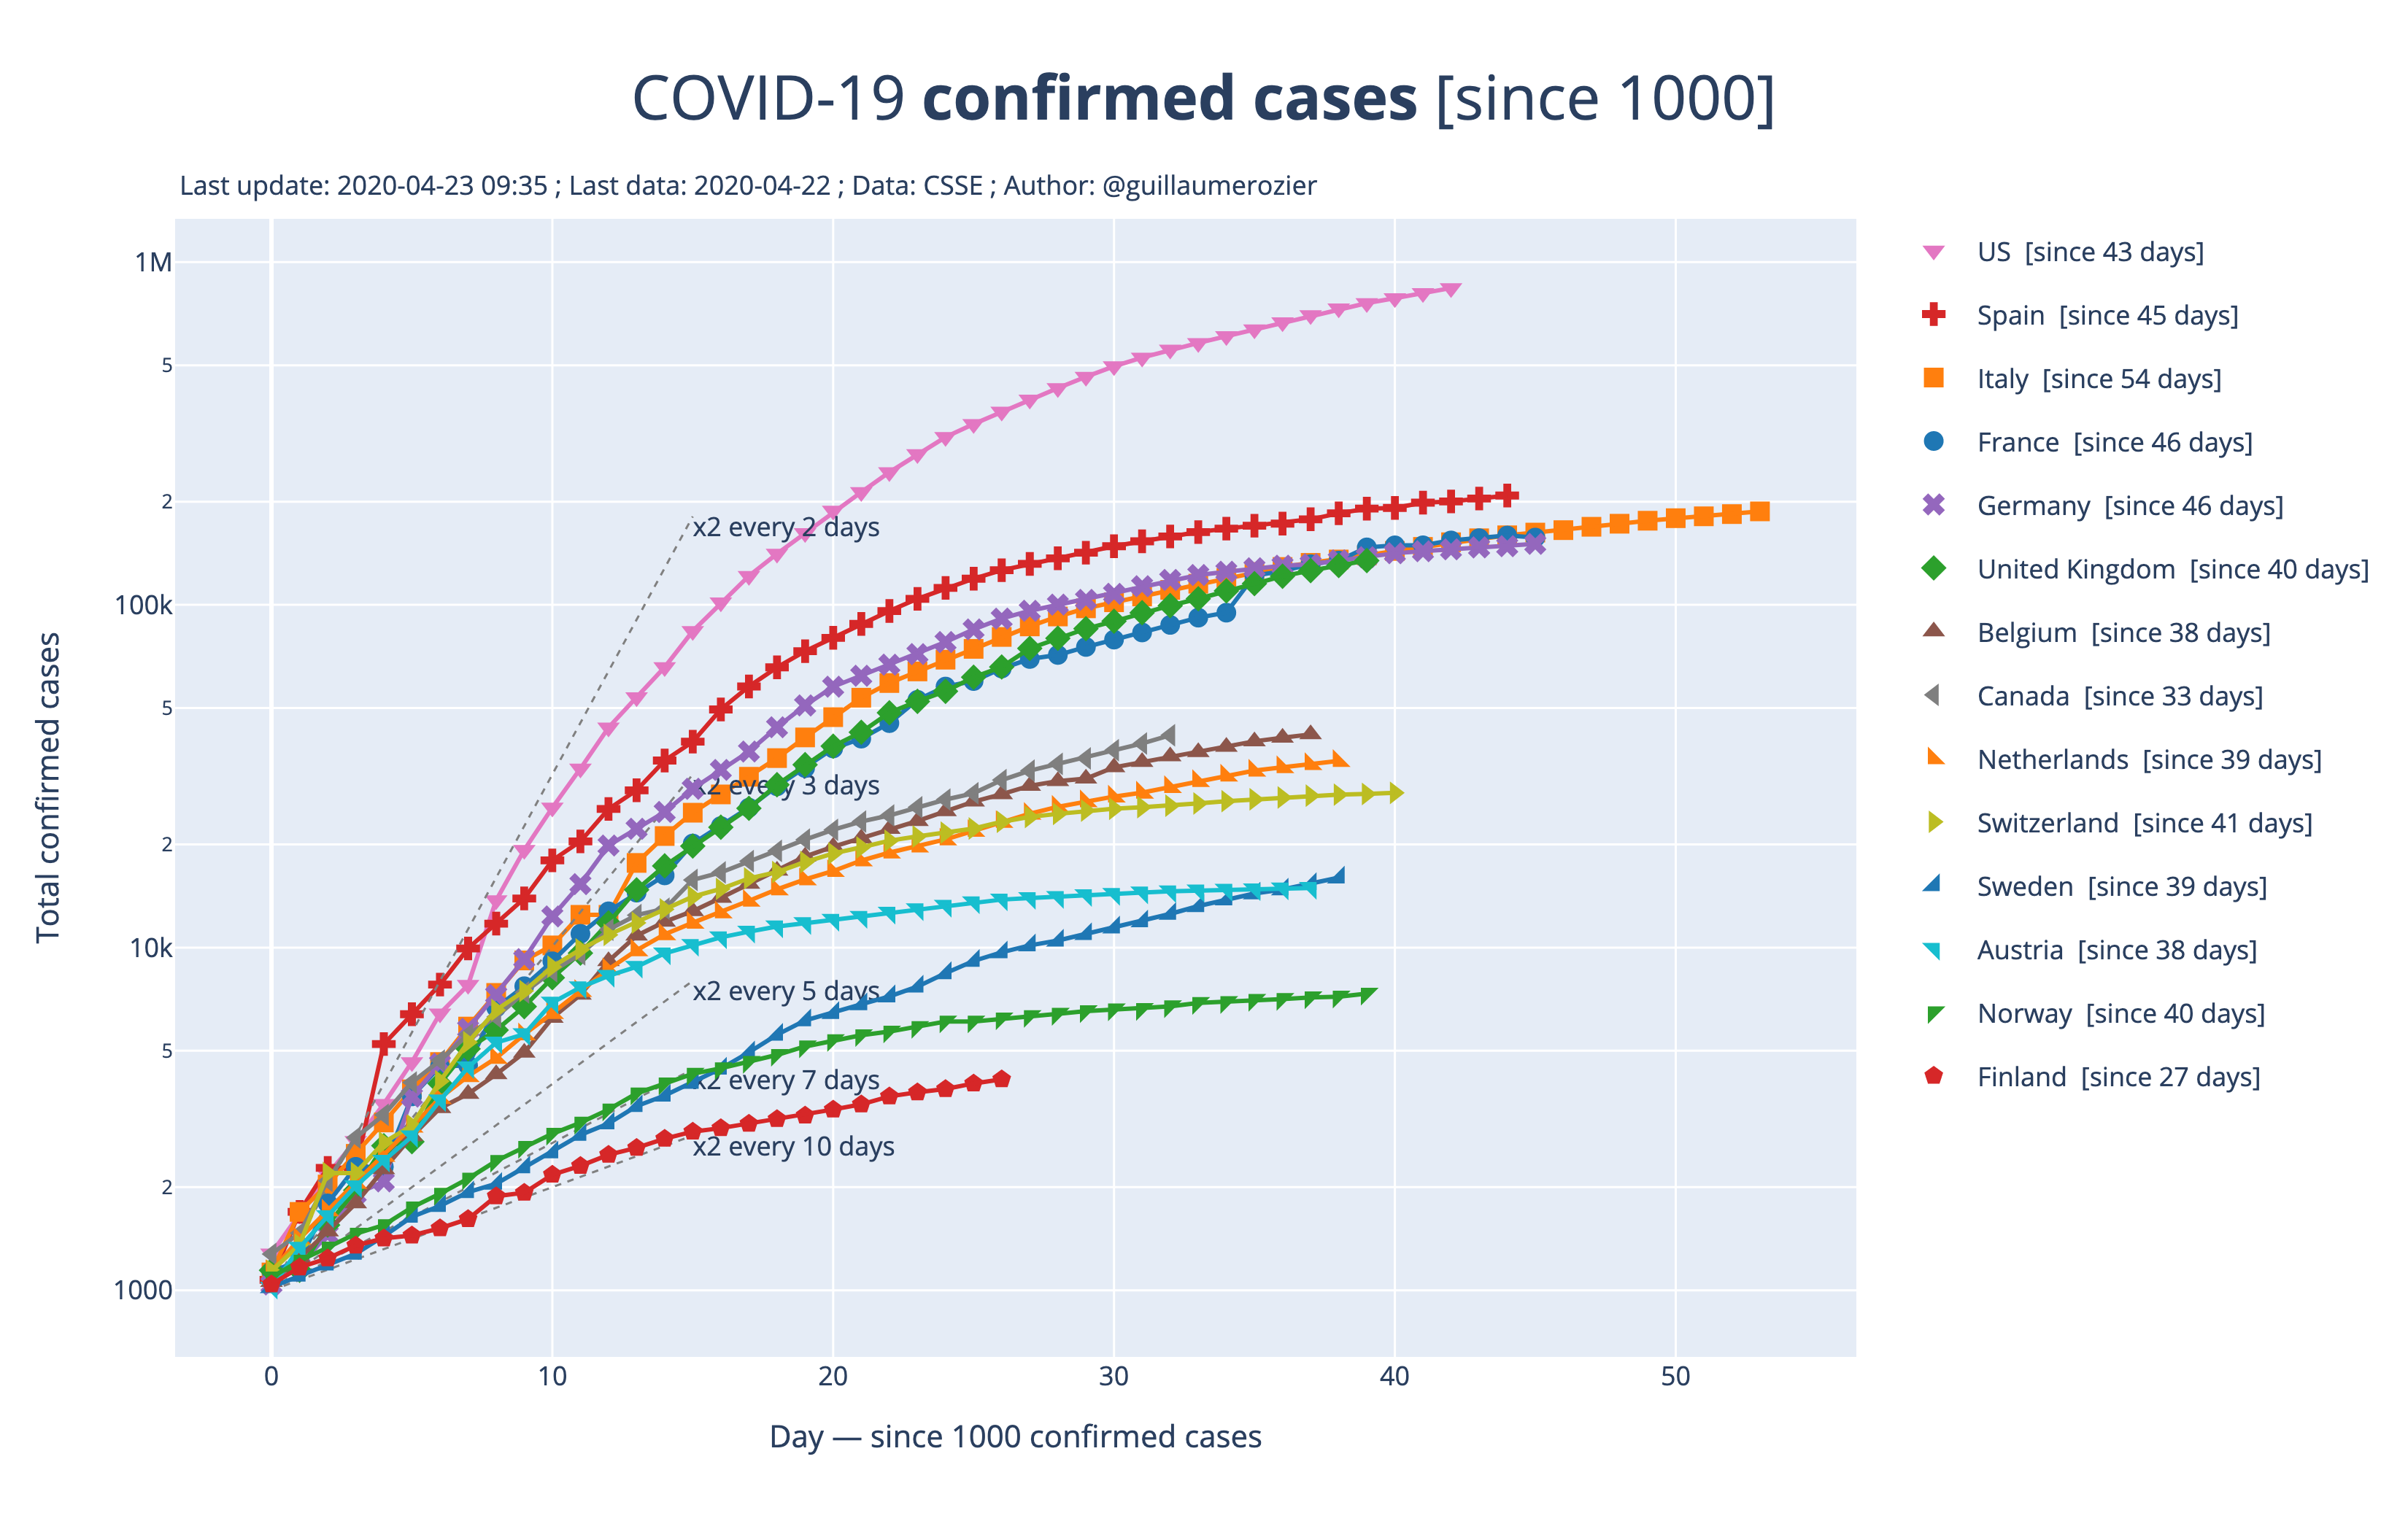 COVID-19 confirmed cases [since 1000]
Last update: 2020-04-23 09:35 ; Last data: 2020-04-22 ; Data: CSSE ; Author: @guillaumerozier
1M
5
2
100k
5
2
10k
5
2
1000
Total confirmed cases
x2 every 2 days
x2 every 3 days
x2 every 5 days
x2 every 7 days
x2 every 10 days
0
10
20
30
40
50
Day — since 1000 confirmed cases
US [since 43 days]
Spain [since 45 days]
Italy [since 54 days]
France [since 46 days]
Germany [since 46 days]
United Kingdom [since 40 days]
Belgium [since 38 days]
Canada [since 33 days]
Netherlands [since 39 days]
Switzerland [since 41 days]
Sweden [since 39 days]
Austria [since 38 days]
Norway [since 40 days]
Finland [since 27 days]